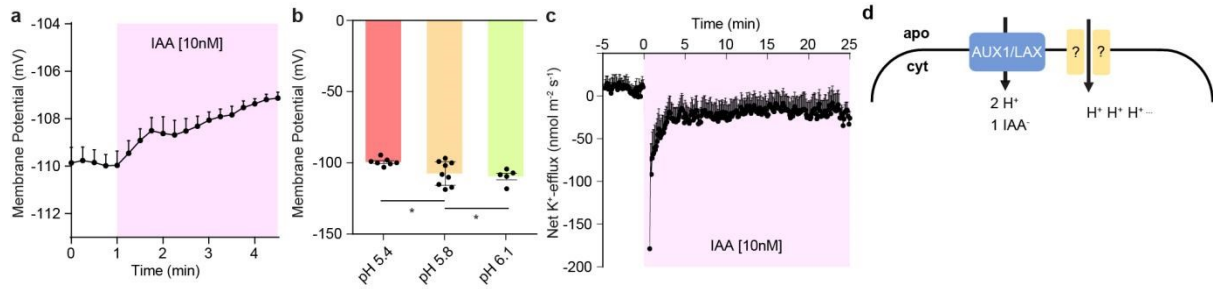 a
-104
-106
-108
-110
-112
Membrane Potential (mV)
IAA [10nM]
0 1 2 3 4
Time (min)
b
0
-50
-100
-150
Membrane Potential (mV)
* *
pH 5.4
pH 5.8
pH 6.1
c
Time (min)
-5 0 5 10 15 20 25
50
0
-50
-100
-150
-200
Net K⁺-efflux (nmol m⁻² s⁻¹)
IAA [10nM]
d
apo
cyt
AUX1/LAX
? ?
2 H⁺
1 IAA⁻
H⁺ H⁺ H⁺...